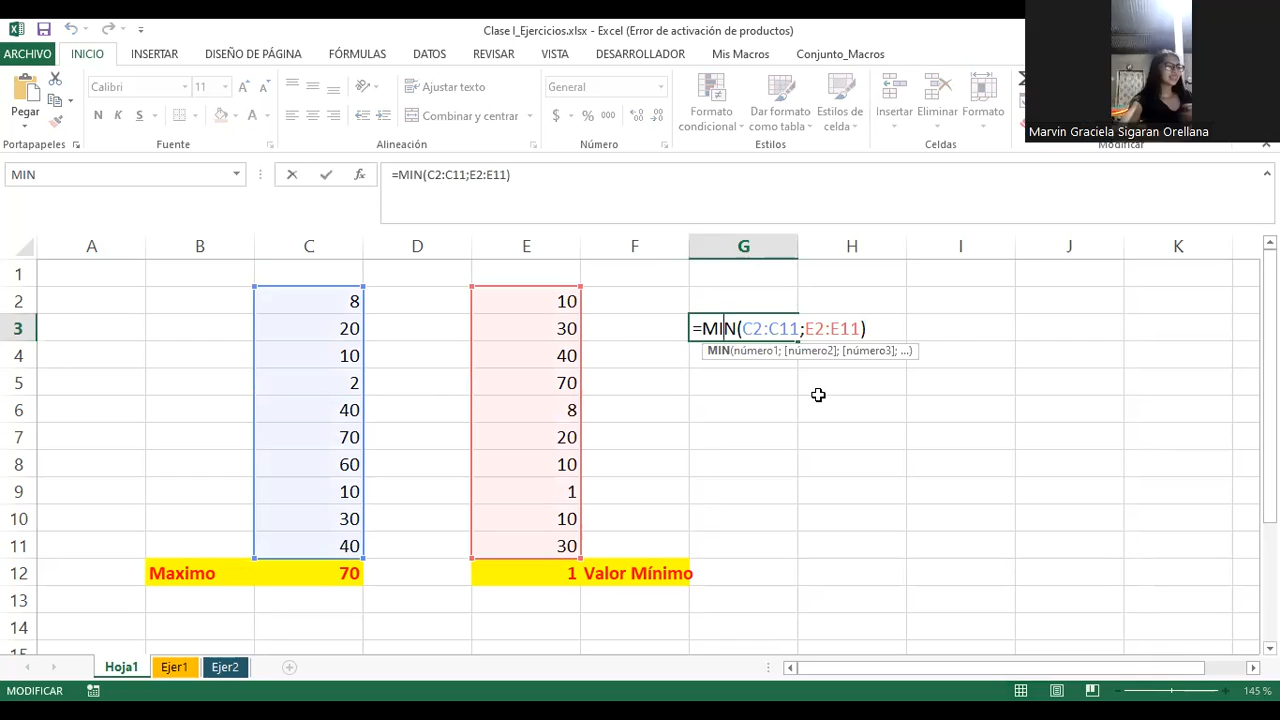 Clase I_Ejercicios.xlsx - Excel (Error de activación de productos)
ARCHIVO INICIO INSERTAR DISEÑO DE PÁGINA FÓRMULAS DATOS REVISAR VISTA DESARROLLADOR Mis Macros Conjunto_Macros
Pegar
Calibri 11
N K S
Ajustar texto
Combinar y centrar
General
$ % 000
Formato condicional
Dar formato como tabla
Estilos de celda
Insertar Eliminar Formato
Portapapeles Fuente Alineación Número Estilos Celdas Modificar
Marvin Graciela Sigaran Orellana
MIN
=MIN(C2:C11;E2:E11)
A B C D E F G H I J K
1
2 8 10
3 20 30 =MIN(C2:C11;E2:E11)
MIN(número1; [número2]; [número3]; ...)
4 10 40
5 2 70
6 40 8
7 70 20
8 60 10
9 10 1
10 30 10
11 40 30
12 Maximo 70 1 Valor Mínimo
13
14
15
Hoja1 Ejer1 Ejer2
MODIFICAR
145 %